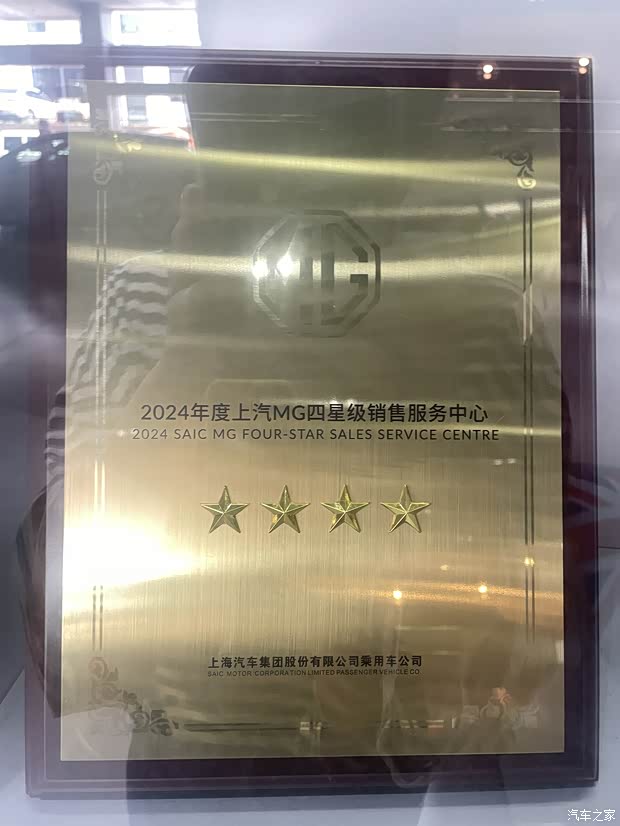 MG
2024年度上汽MG四星级销售服务中心
2024 SAIC MG FOUR-STAR SALES SERVICE CENTRE
上海汽车集团股份有限公司乘用车公司
SAIC MOTOR CORPORATION LIMITED PASSENGER VEHICLE CO.
汽车之家